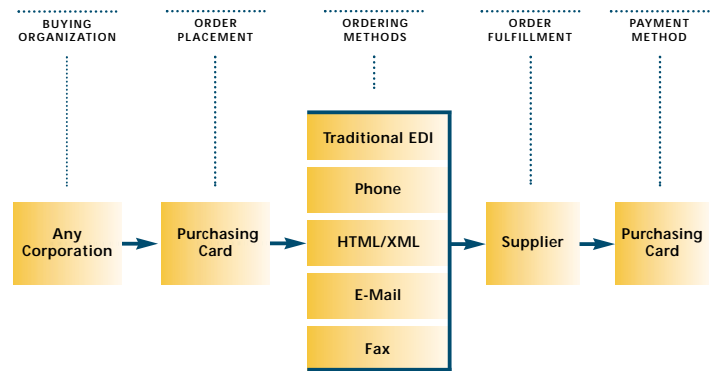 BUYING
ORGANIZATION
ORDER
PLACEMENT
ORDERING
METHODS
ORDER
FULFILLMENT
PAYMENT
METHOD
Any
Corporation
Purchasing
Card
Traditional EDI
Phone
HTML/XML
E-Mail
Fax
Supplier
Purchasing
Card